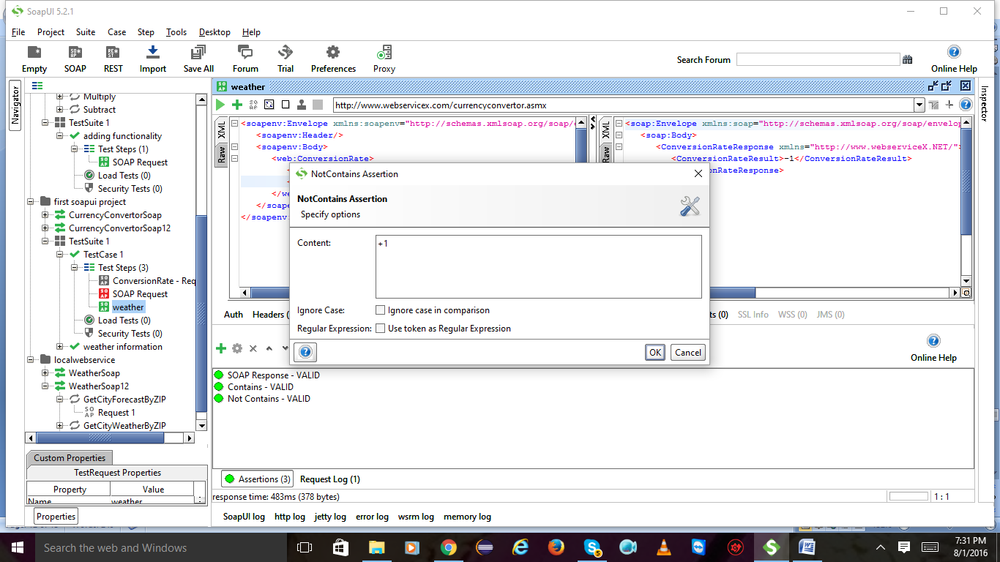 SoapUI 5.2.1
File Project Suite Case Step Tools Desktop Help
Empty SOAP REST Import Save All Forum Trial Preferences Proxy
Search Forum
Online Help
Navigator
Multiply
Subtract
TestSuite 1
adding functionality
Test Steps (1)
SOAP Request
Load Tests (0)
Security Tests (0)
first soapui project
CurrencyConvertorSoap
CurrencyConvertorSoap12
TestSuite 1
TestCase 1
Test Steps (3)
ConversionRate - Req
SOAP Request
weather
Load Tests (0)
Security Tests (0)
weather information
localwebservice
WeatherSoap
WeatherSoap12
GetCityForecastByZIP
Request 1
GetCityWeatherByZIP
Custom Properties
TestRequest Properties
Property Value
Name weather
Properties
weather
http://www.webservicex.com/currencyconvertor.asmx
XML
Raw
<soapenv:Envelope xmlns:soapenv="http://schemas.xmlsoap.org/soap/
<soapenv:Header/>
<soapenv:Body>
<web:ConversionRate>
</we
</soape
</soapenv:
XML
Raw
<soap:Envelope xmlns:soap="http://schemas.xmlsoap.org/soap/envelop
<soap:Body>
<ConversionRateResponse xmlns="http://www.webserviceX.NET/">
<ConversionRateResult>-1</ConversionRateResult>
ionRateResponse>
Inspector
NotContains Assertion
NotContains Assertion
Specify options
Content: +1
Ignore Case: Ignore case in comparison
Regular Expression: Use token as Regular Expression
OK Cancel
Auth Headers (
ts (0) SSL Info WSS (0) JMS (0)
Online Help
SOAP Response - VALID
Contains - VALID
Not Contains - VALID
Assertions (3) Request Log (1)
response time: 483ms (378 bytes)
1 : 1
SoapUI log http log jetty log error log wsrm log memory log
Search the web and Windows
5
7:31 PM
8/1/2016